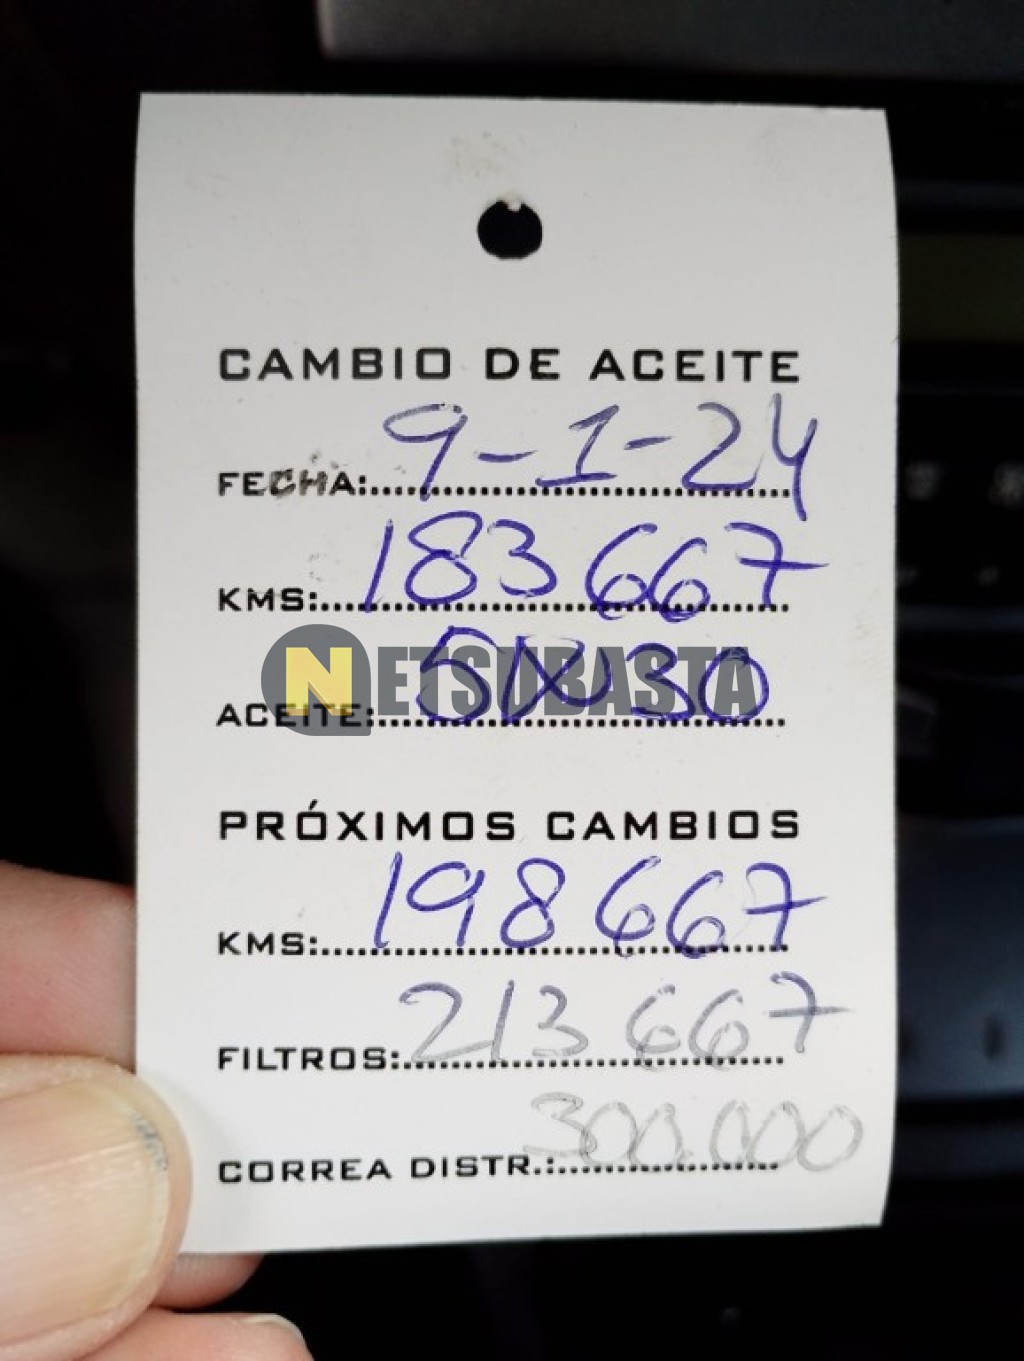 CAMBIO DE ACEITE
FECHA: 9-1-24
KMS: 183667
NETSUBASTA
ACEITE: 5W30
PRÓXIMOS CAMBIOS
KMS: 198667
FILTROS: 213667
CORREA DISTR.: 300.000